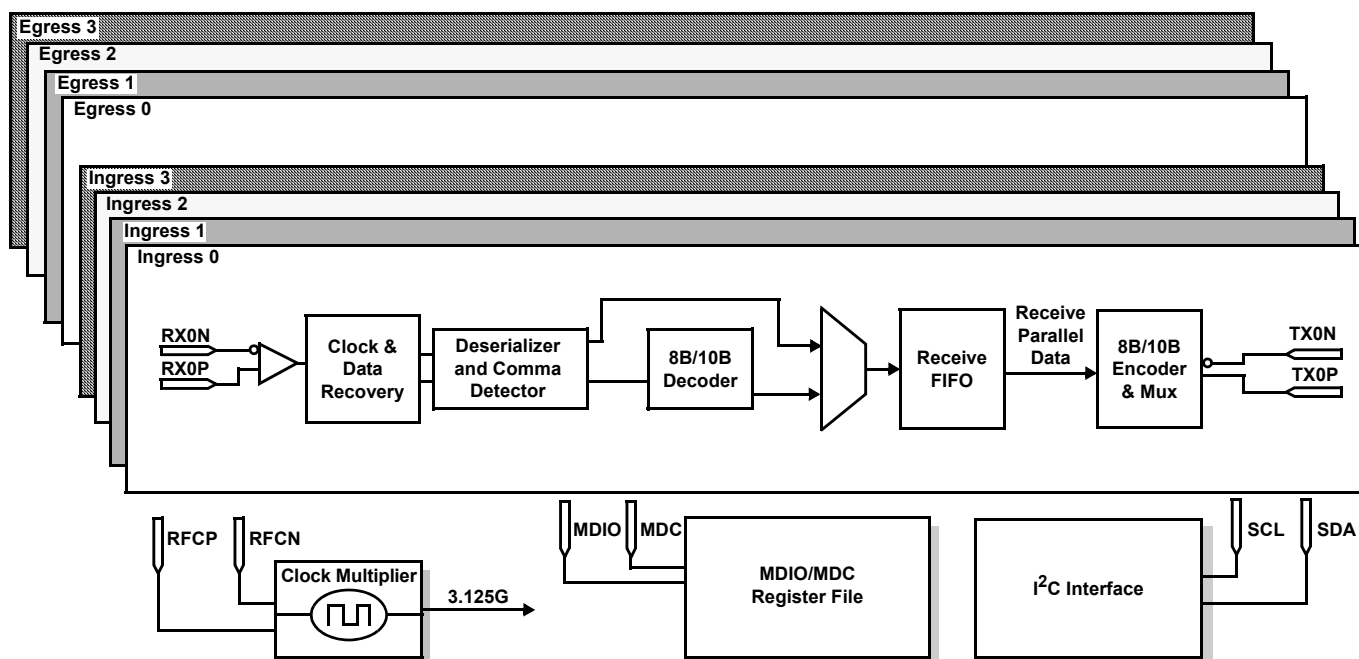 Egress 3
Egress 2
Egress 1
Egress 0
Ingress 3
Ingress 2
Ingress 1
Ingress 0
RX0N
RX0P
Clock &
Data
Recovery
Deserializer
and Comma
Detector
8B/10B
Decoder
Receive
FIFO
Receive
Parallel
Data
8B/10B
Encoder
& Mux
TX0N
TX0P
RFCP
RFCN
Clock Multiplier
3.125G
MDIO
MDC
MDIO/MDC
Register File
I²C Interface
SCL
SDA